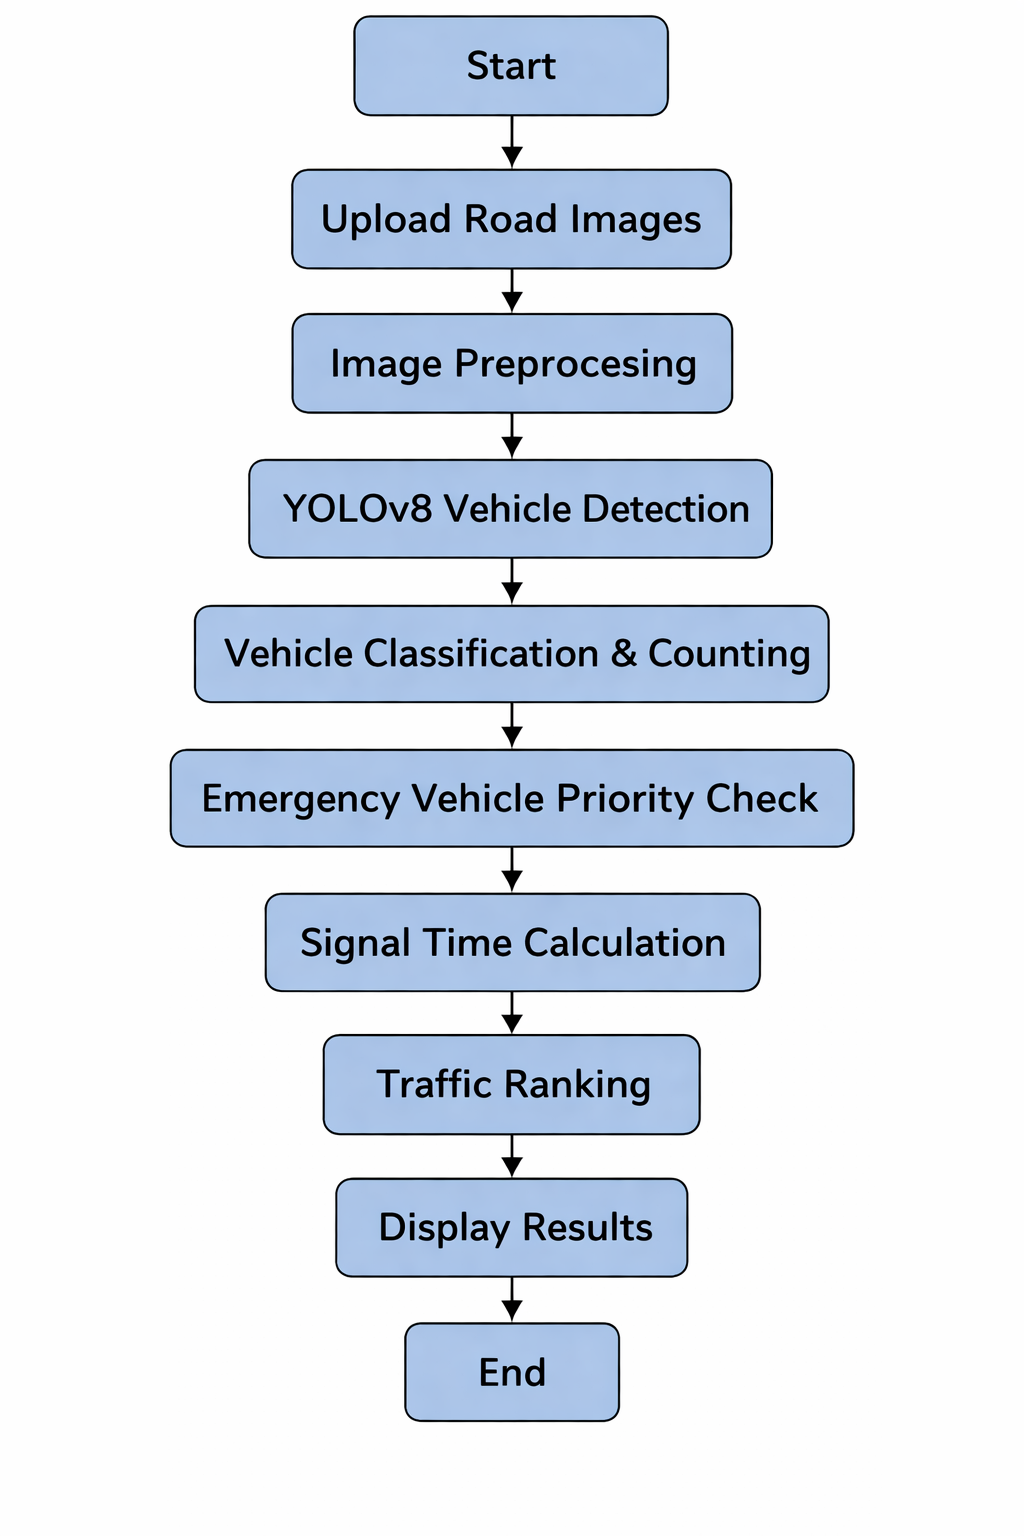 Start
Upload Road Images
Image Preprocesing
YOLOv8 Vehicle Detection
Vehicle Classification & Counting
Emergency Vehicle Priority Check
Signal Time Calculation
Traffic Ranking
Display Results
End